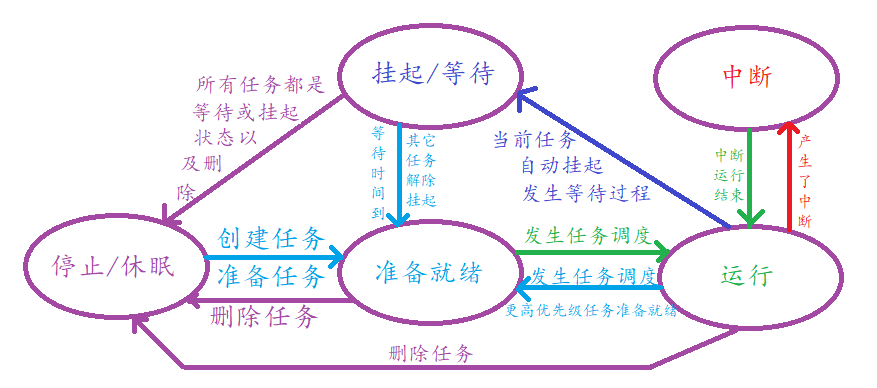 挂起/等待
中断
所有任务都是
等待或挂起
状态以
及删
除
等待时间到
其它
任务
解除
挂起
当前任务
自动挂起
发生等待过程
中断
运行
结束
产生了中断
停止/休眠
创建任务
准备任务
删除任务
准备就绪
发生任务调度
发生任务调度
更高优先级任务准备就绪
运行
删除任务